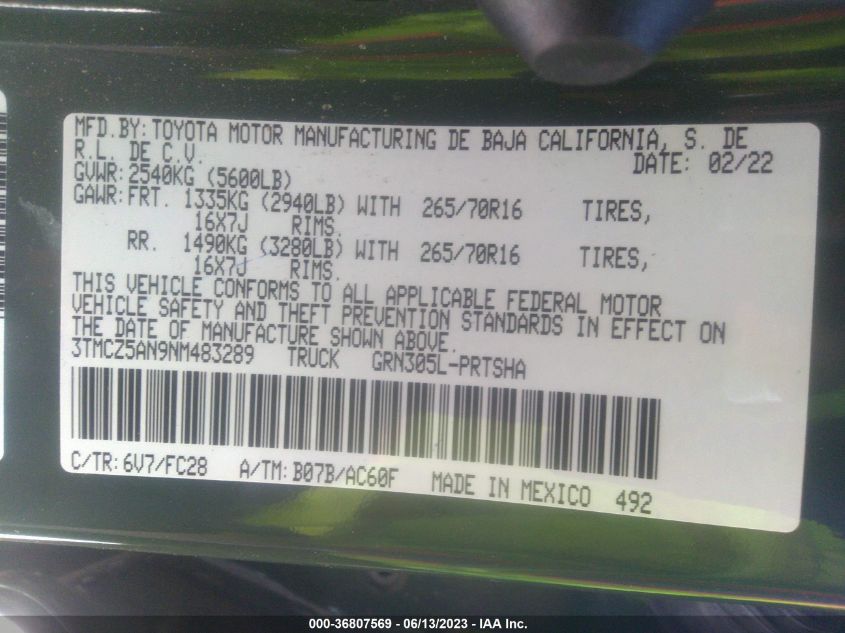 MFD.BY:TOYOTA MOTOR MANUFACTURING DE BAJA CALIFORNIA, S. DE
R.L. DE C.V.
DATE: 02/22
GVWR:2540KG (5600LB)
GAWR:FRT. 1335KG (2940LB) WITH 265/70R16 TIRES,
16X7J RIMS.
RR. 1490KG (3280LB) WITH 265/70R16 TIRES,
16X7J RIMS.
THIS VEHICLE CONFORMS TO ALL APPLICABLE FEDERAL MOTOR
VEHICLE SAFETY AND THEFT PREVENTION STANDARDS IN EFFECT ON
THE DATE OF MANUFACTURE SHOWN ABOVE.
3TMCZ5AN9NM483289 TRUCK GRN305L-PRTSHA
C/TR:6V7/FC28 A/TM:B07B/AC60F MADE IN MEXICO 492
000-36807569 - 06/13/2023 - IAA Inc.